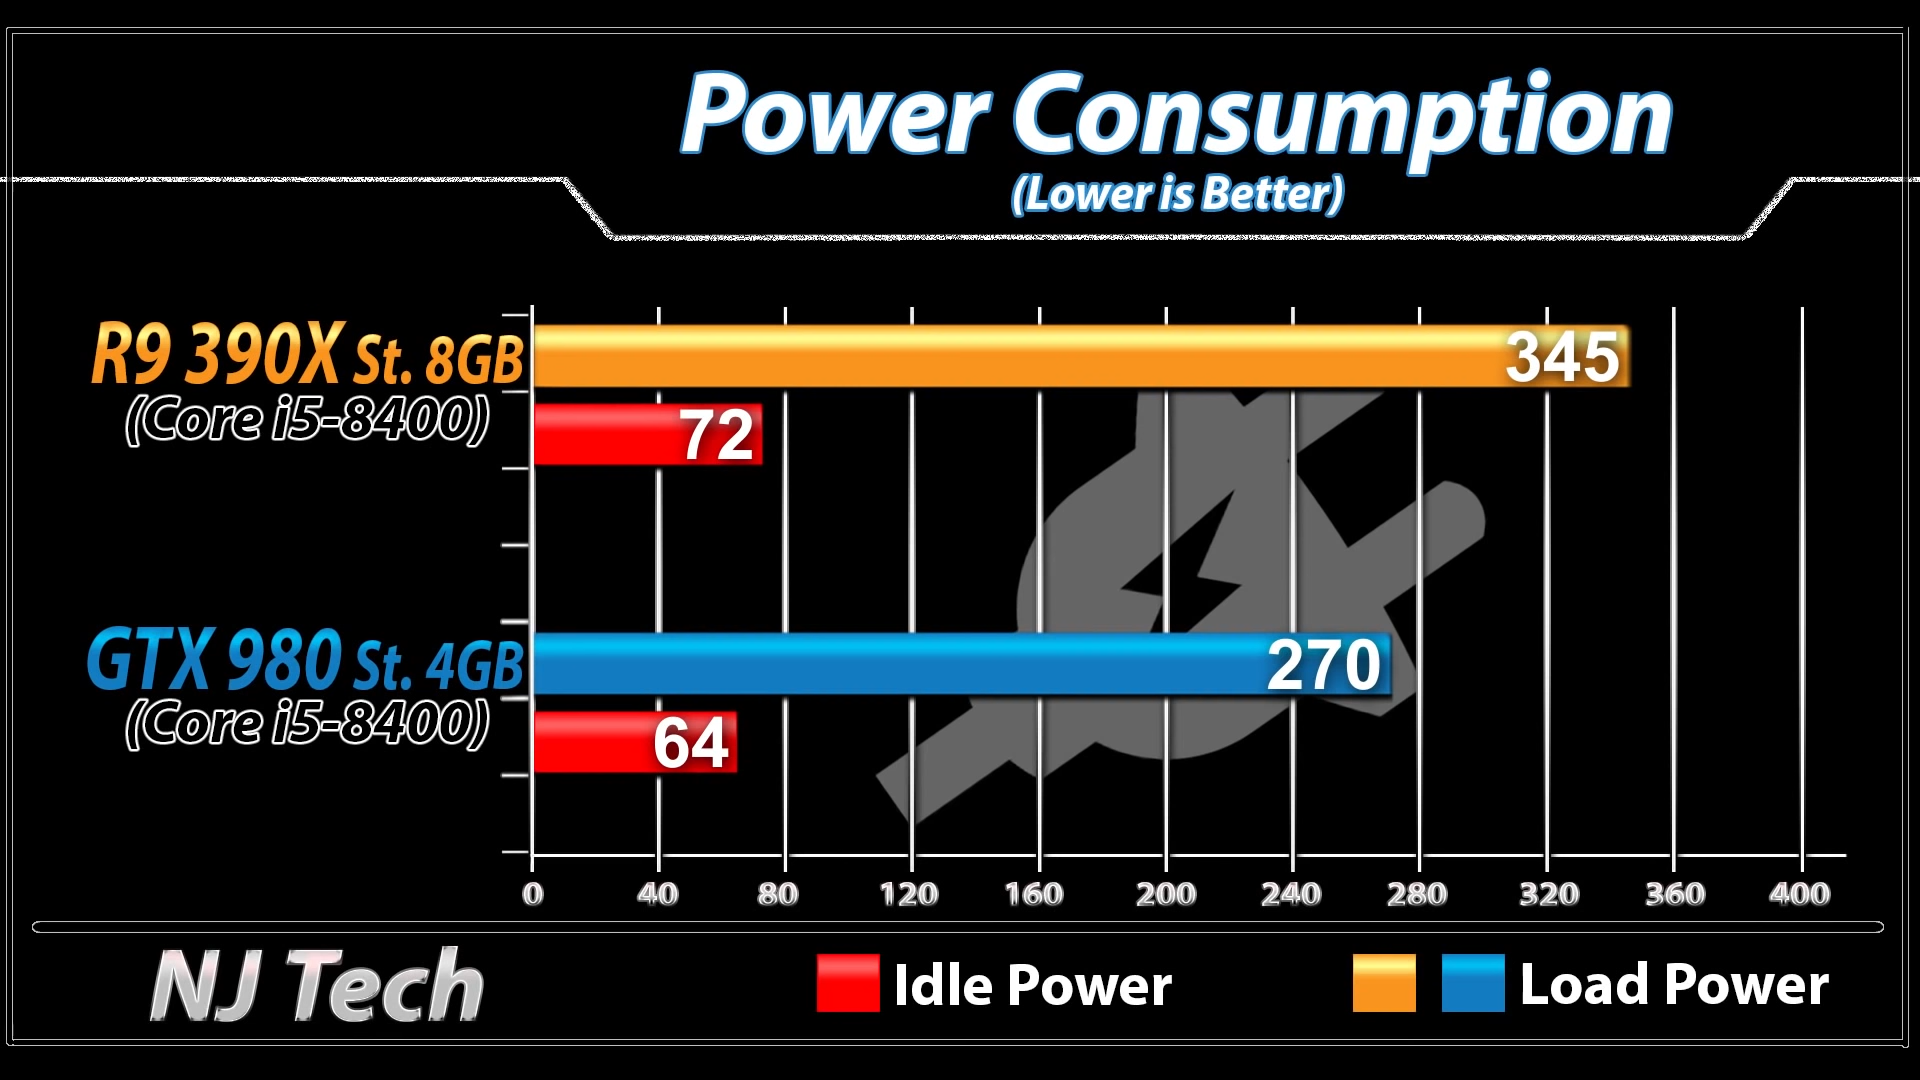 Power Consumption
(Lower is Better)
R9 390X St. 8GB
(Core i5-8400)
345
72
GTX 980 St. 4GB
(Core i5-8400)
270
64
0 40 80 120 160 200 240 280 320 360 400
NJ Tech
Idle Power
Load Power